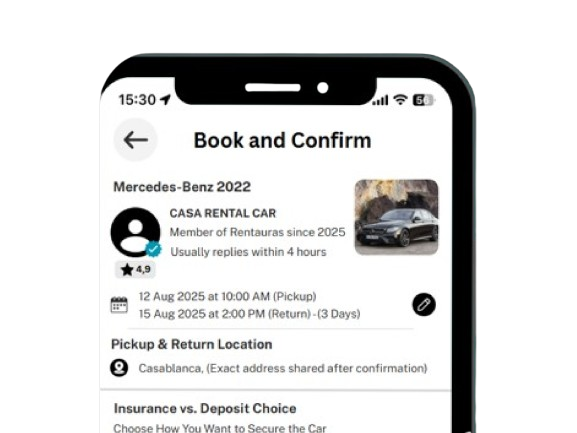 15:30
56
Book and Confirm
Mercedes-Benz 2022
CASA RENTAL CAR
Member of Rentauras since 2025
Usually replies within 4 hours
4,9
12 Aug 2025 at 10:00 AM (Pickup)
15 Aug 2025 at 2:00 PM (Return) - (3 Days)
Pickup & Return Location
Casablanca, (Exact address shared after confirmation)
Insurance vs. Deposit Choice
Choose How You Want to Secure the Car